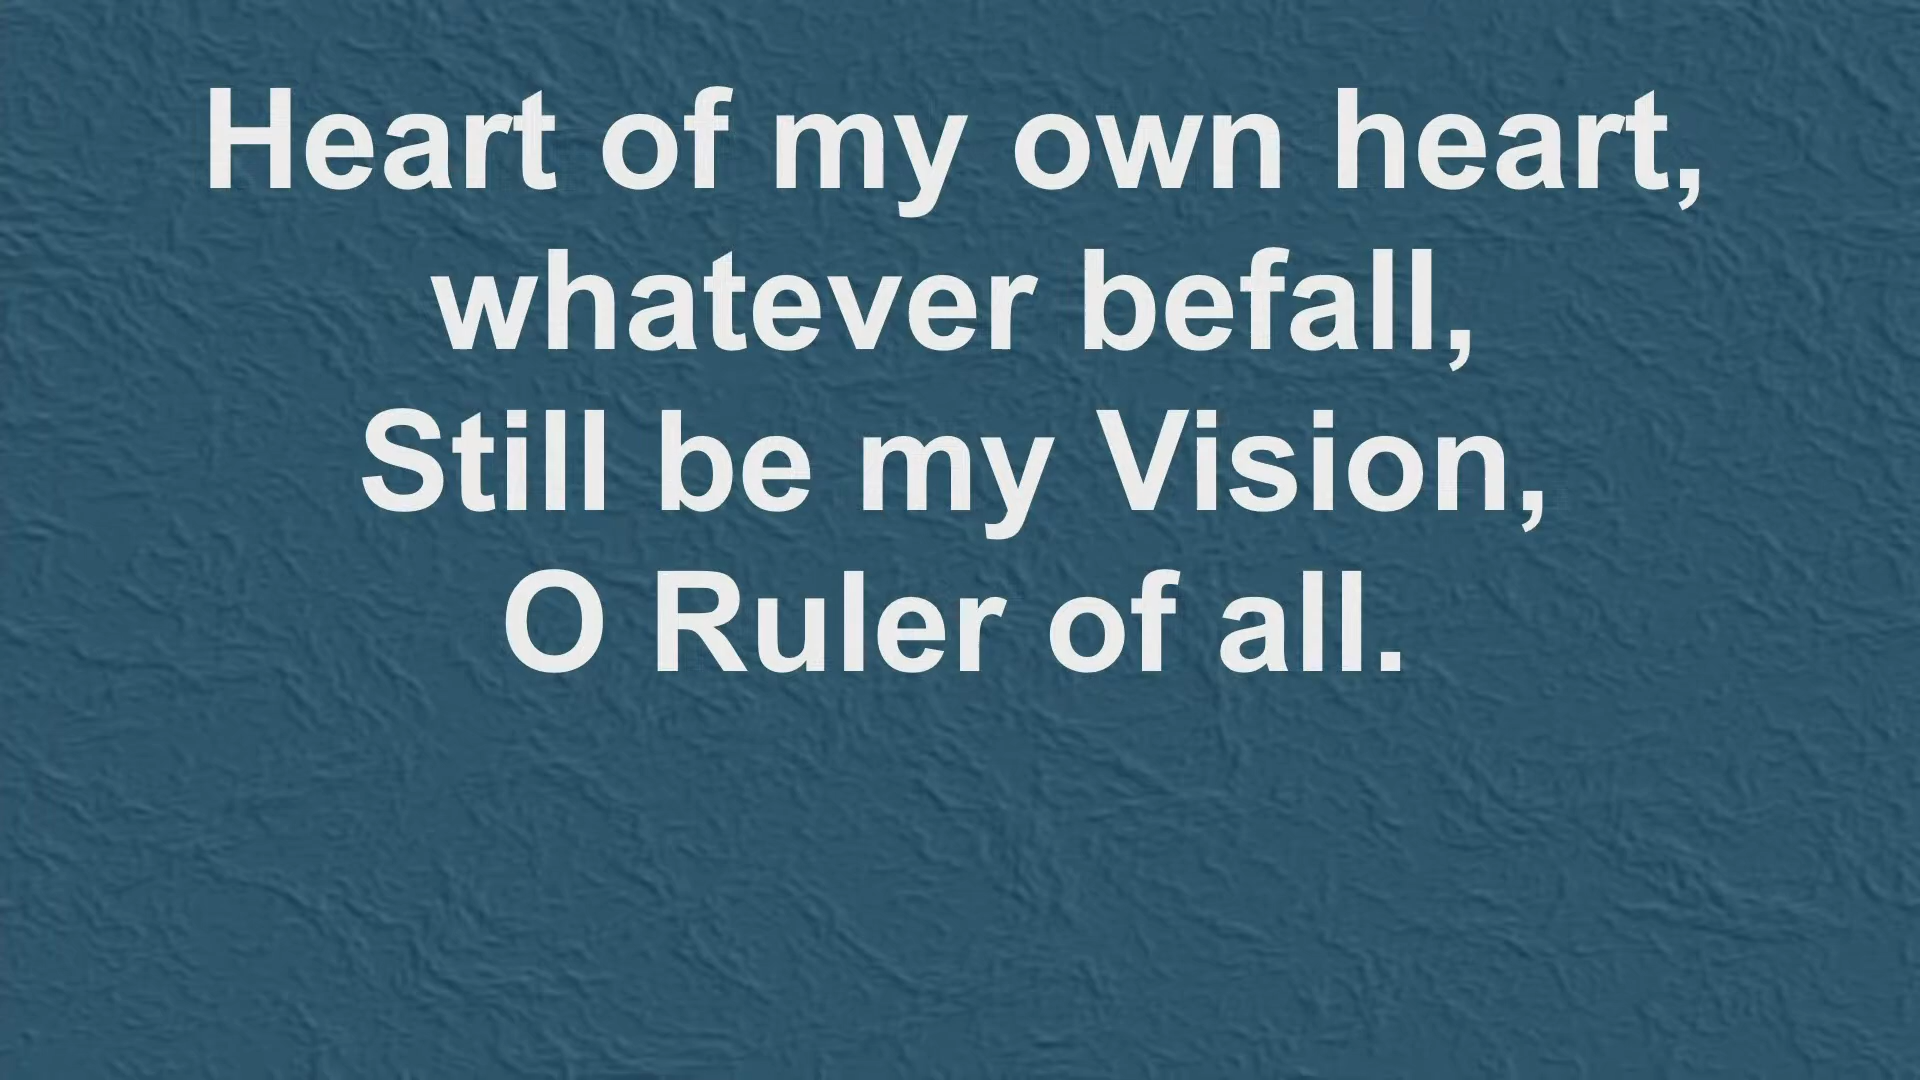 Heart of my own heart,
whatever befall,
Still be my Vision,
O Ruler of all.